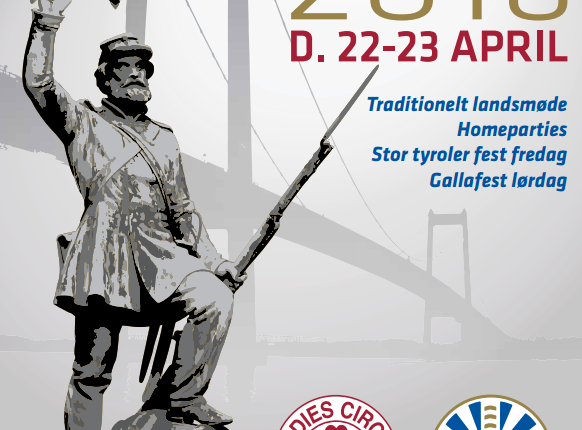 D. 22-23 APRIL
Traditionelt landsmøde
Homeparties
Stor tyroler fest fredag
Gallafest lørdag